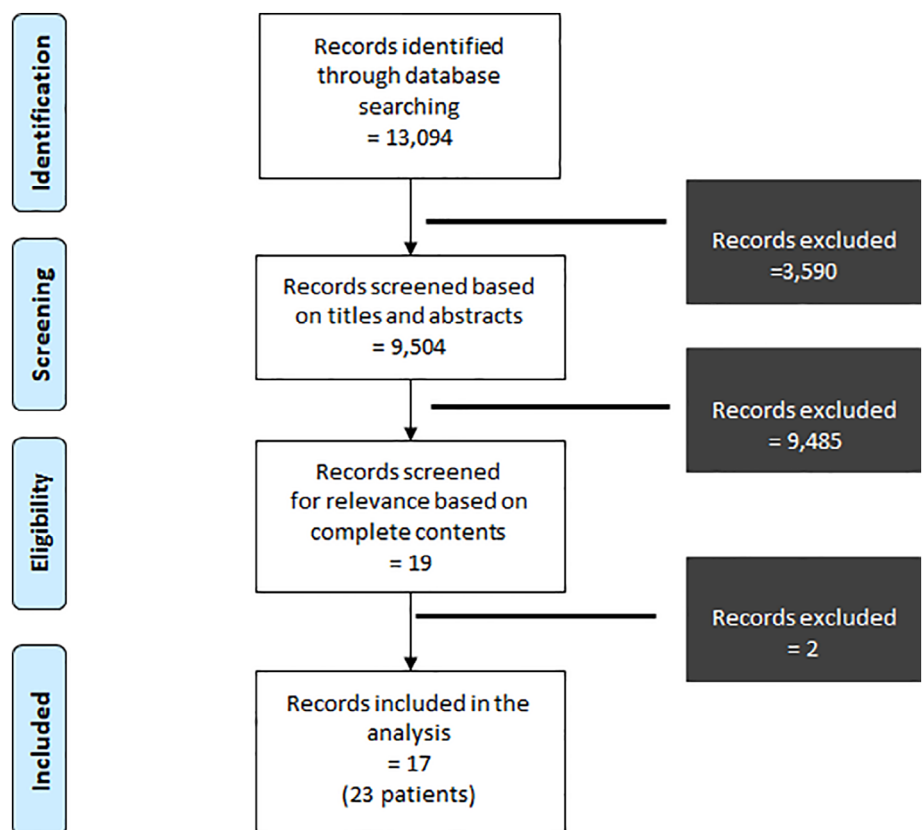 Identification
Records identified
through database
searching
= 13,094
Records excluded
=3,590
Screening
Records screened based
on titles and abstracts
= 9,504
Records excluded
= 9,485
Eligibility
Records screened
for relevance based on
complete contents
= 19
Records excluded
= 2
Included
Records included in the
analysis
= 17
(23 patients)